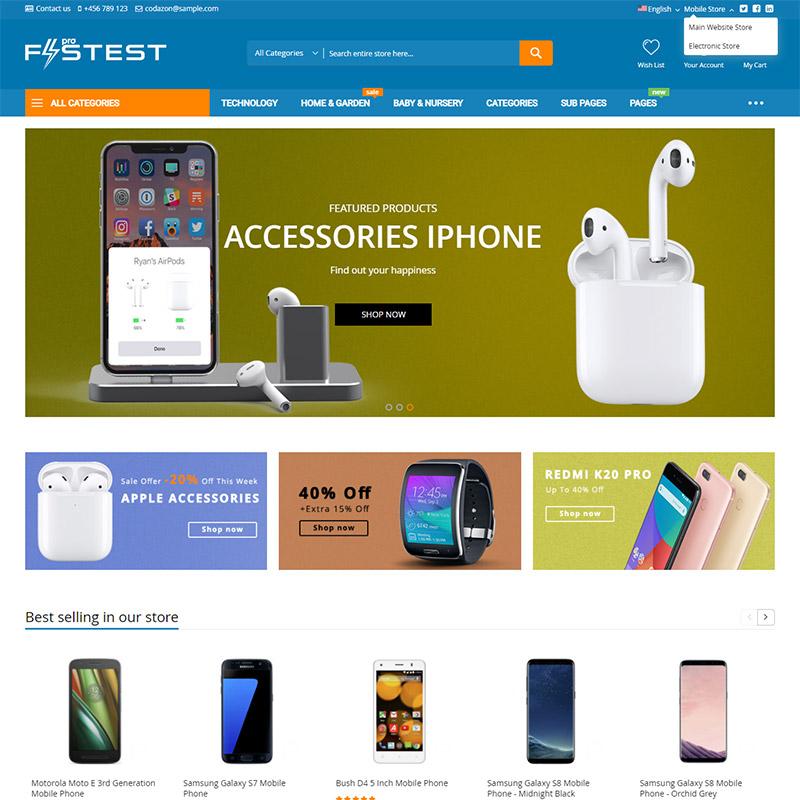 Contact us +456 789 123 codazon@sample.com
English Mobile Store
Main Website Store
Electronic Store
FASTEST pro
All Categories Search entire store here...
Wish List Your Account My Cart
ALL CATEGORIES TECHNOLOGY HOME & GARDEN sale BABY & NURSERY CATEGORIES SUB PAGES PAGES new
FEATURED PRODUCTS
ACCESSORIES IPHONE
Find out your happiness
SHOP NOW
Ryan's AirPods
Done
Sale Offer -20% Off This Week
APPLE ACCESSORIES
Shop now
40% Off
+Extra 15% Off
Shop now
12:45
REDMI K20 PRO
Up To 40% Off
Shop now
Best selling in our store
Motorola Moto E 3rd Generation
Mobile Phone
Samsung Galaxy S7 Mobile
Phone
Bush D4 5 Inch Mobile Phone
Samsung Galaxy S8 Mobile
Phone - Midnight Black
Samsung Galaxy S8 Mobile
Phone - Orchid Grey